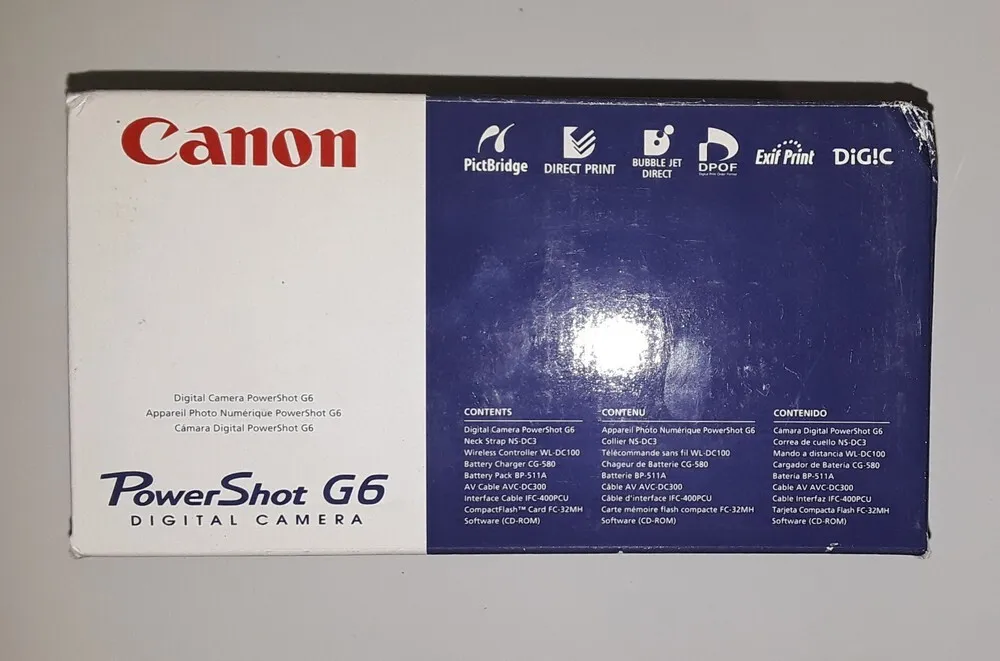 Canon
PictBridge
DIRECT PRINT
BUBBLE JET
DIRECT
DPOF
Digital Print Order Format
Exif Print
DiG!C
Digital Camera PowerShot G6
Appareil Photo Numérique PowerShot G6
Cámara Digital PowerShot G6
PowerShot G6
DIGITAL CAMERA
CONTENTS
Digital Camera PowerShot G6
Neck Strap NS-DC3
Wireless Controller WL-DC100
Battery Charger CG-580
Battery Pack BP-511A
AV Cable AVC-DC300
Interface Cable IFC-400PCU
CompactFlash™ Card FC-32MH
Software (CD-ROM)
CONTENU
Appareil Photo Numérique PowerShot G6
Collier NS-DC3
Télécommande sans fil WL-DC100
Chageur de Batterie CG-580
Batterie BP-511A
Câble AV AVC-DC300
Câble d'interface IFC-400PCU
Carte mémoire flash compacte FC-32MH
Software (CD-ROM)
CONTENIDO
Cámara Digital PowerShot G6
Correa de cuello NS-DC3
Mando a distancia WL-DC100
Cargador de Bateria CG-580
Bateria BP-511A
Cable AV AVC-DC300
Cable Interfaz IFC-400PCU
Tarjeta Compacta Flash FC-32MH
Software (CD-ROM)